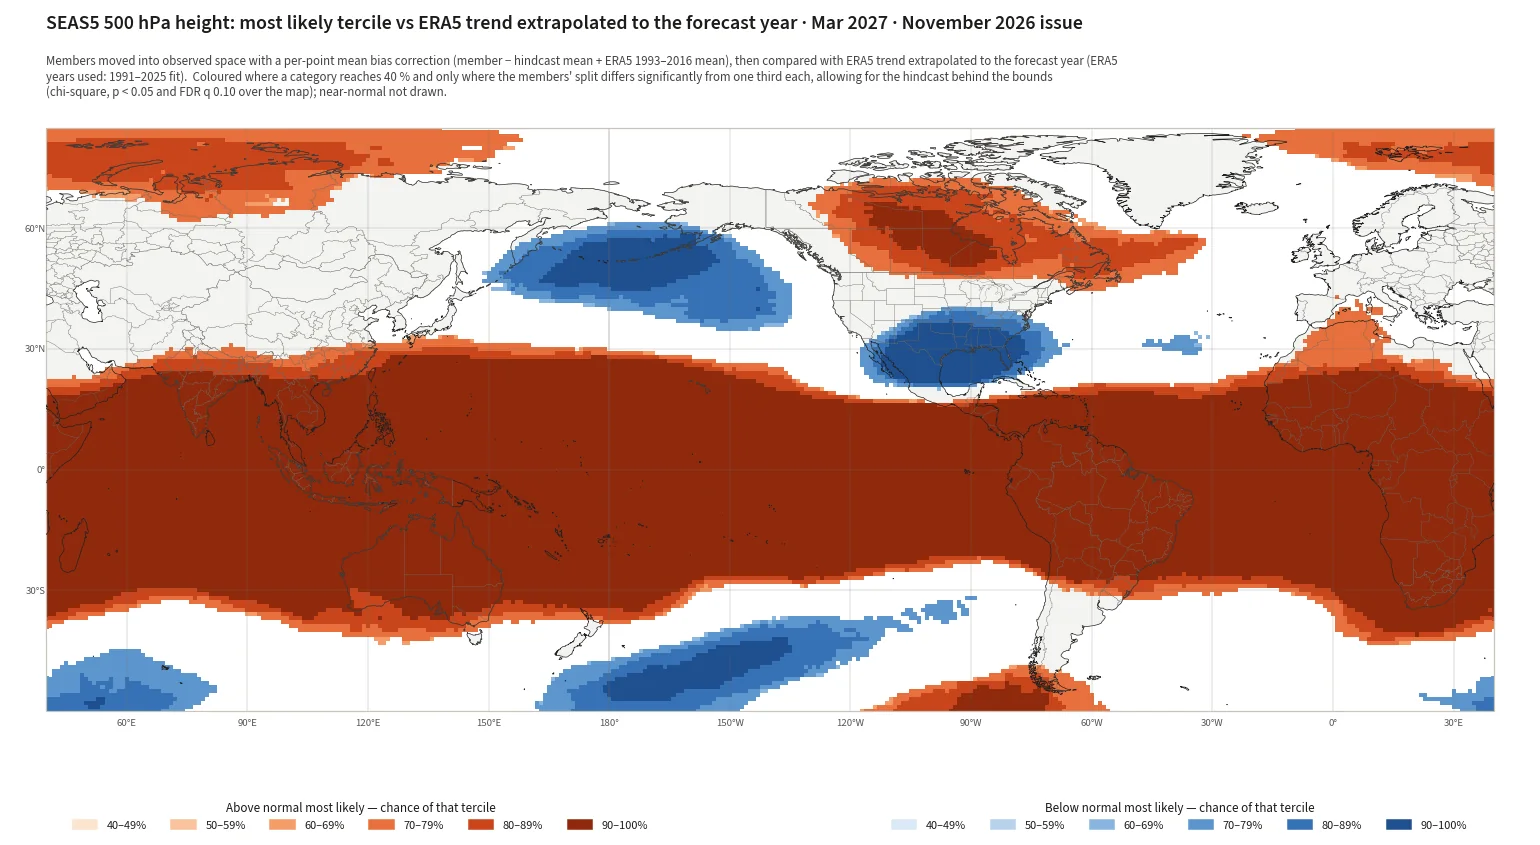 SEAS5 500 hPa height: most likely tercile vs ERA5 trend extrapolated to the forecast year · Mar 2027 · November 2026 issue
Members moved into observed space with a per-point mean bias correction (member − hindcast mean + ERA5 1993–2016 mean), then compared with ERA5 trend extrapolated to the forecast year (ERA5
years used: 1991–2025 fit). Coloured where a category reaches 40 % and only where the members' split differs significantly from one third each, allowing for the hindcast behind the bounds
(chi-square, p < 0.05 and FDR q 0.10 over the map); near-normal not drawn.
60°N
30°N
0°
30°S
60°E 90°E 120°E 150°E 180° 150°W 120°W 90°W 60°W 30°W 0° 30°E
Above normal most likely — chance of that tercile
40–49% 50–59% 60–69% 70–79% 80–89% 90–100%
Below normal most likely — chance of that tercile
40–49% 50–59% 60–69% 70–79% 80–89% 90–100%